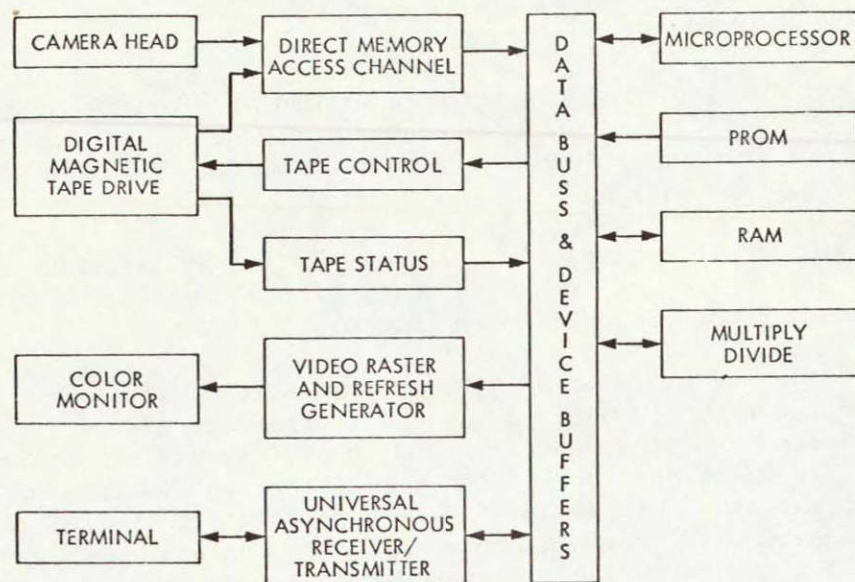 CAMERA HEAD
DIRECT MEMORY
ACCESS CHANNEL
DIGITAL
MAGNETIC
TAPE DRIVE
TAPE CONTROL
TAPE STATUS
COLOR
MONITOR
VIDEO RASTER
AND REFRESH
GENERATOR
TERMINAL
UNIVERSAL
ASYNCHRONOUS
RECEIVER/
TRANSMITTER
DATA BUSS & DEVICE BUFFERS
MICROPROCESSOR
PROM
RAM
MULTIPLY
DIVIDE